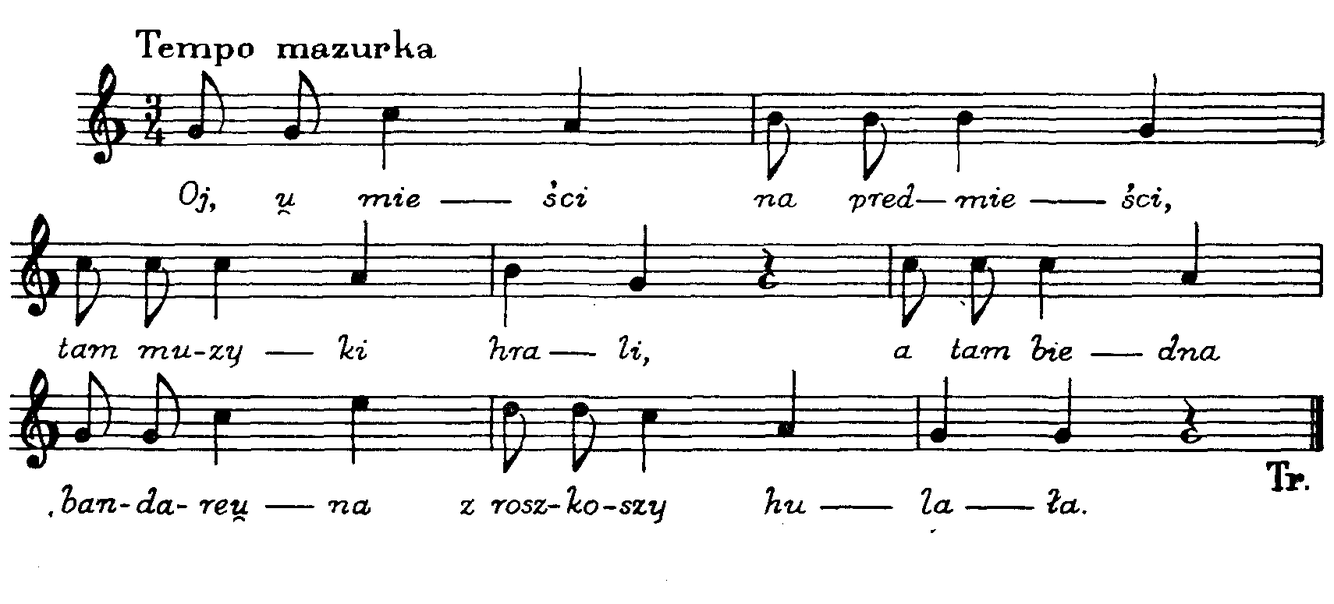 Tempo mazurka
Oj, u̯ mie — ści na pred— mie — ści,
tam mu-zy — ki hra — li, a tam bie — dna
ban-da- reu̯ — na z rosz-ko-szy hu — la — ła.
Tr.